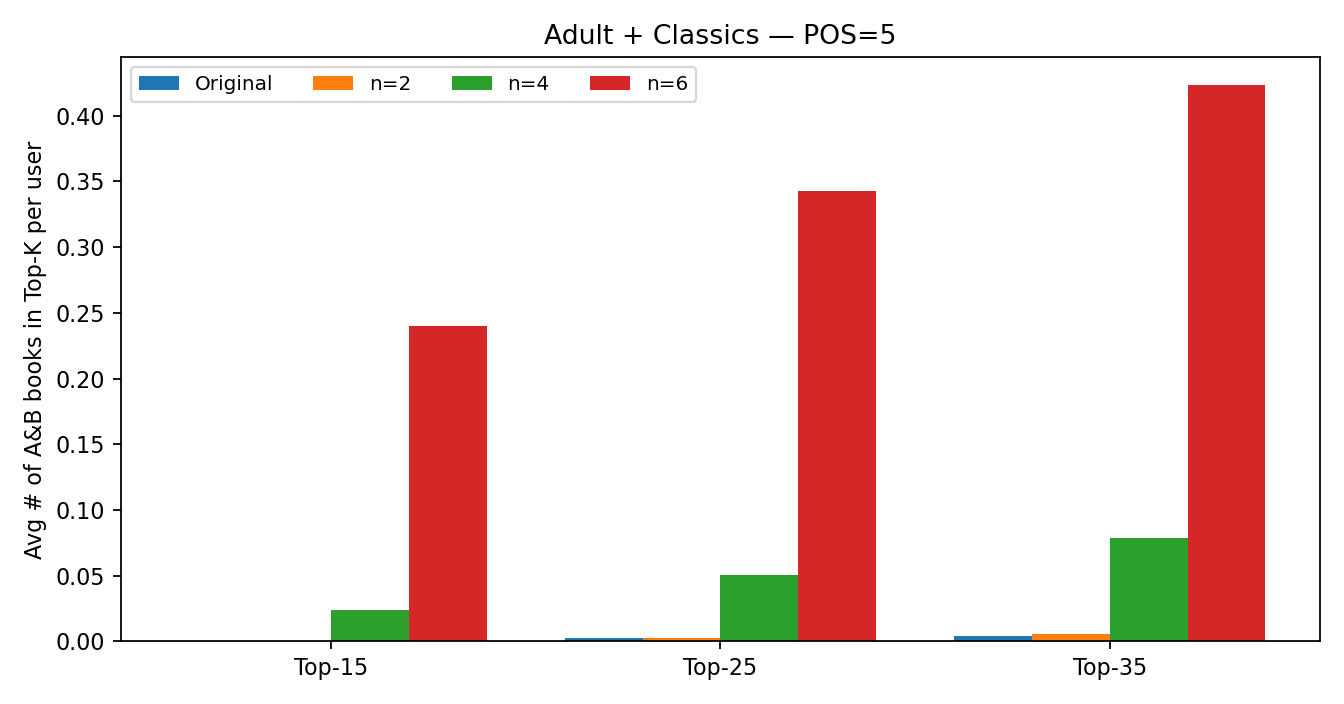 Adult + Classics — POS=5
Original n=2 n=4 n=6
Avg # of A&B books in Top-K per user
0.40
0.35
0.30
0.25
0.20
0.15
0.10
0.05
0.00
Top-15 Top-25 Top-35